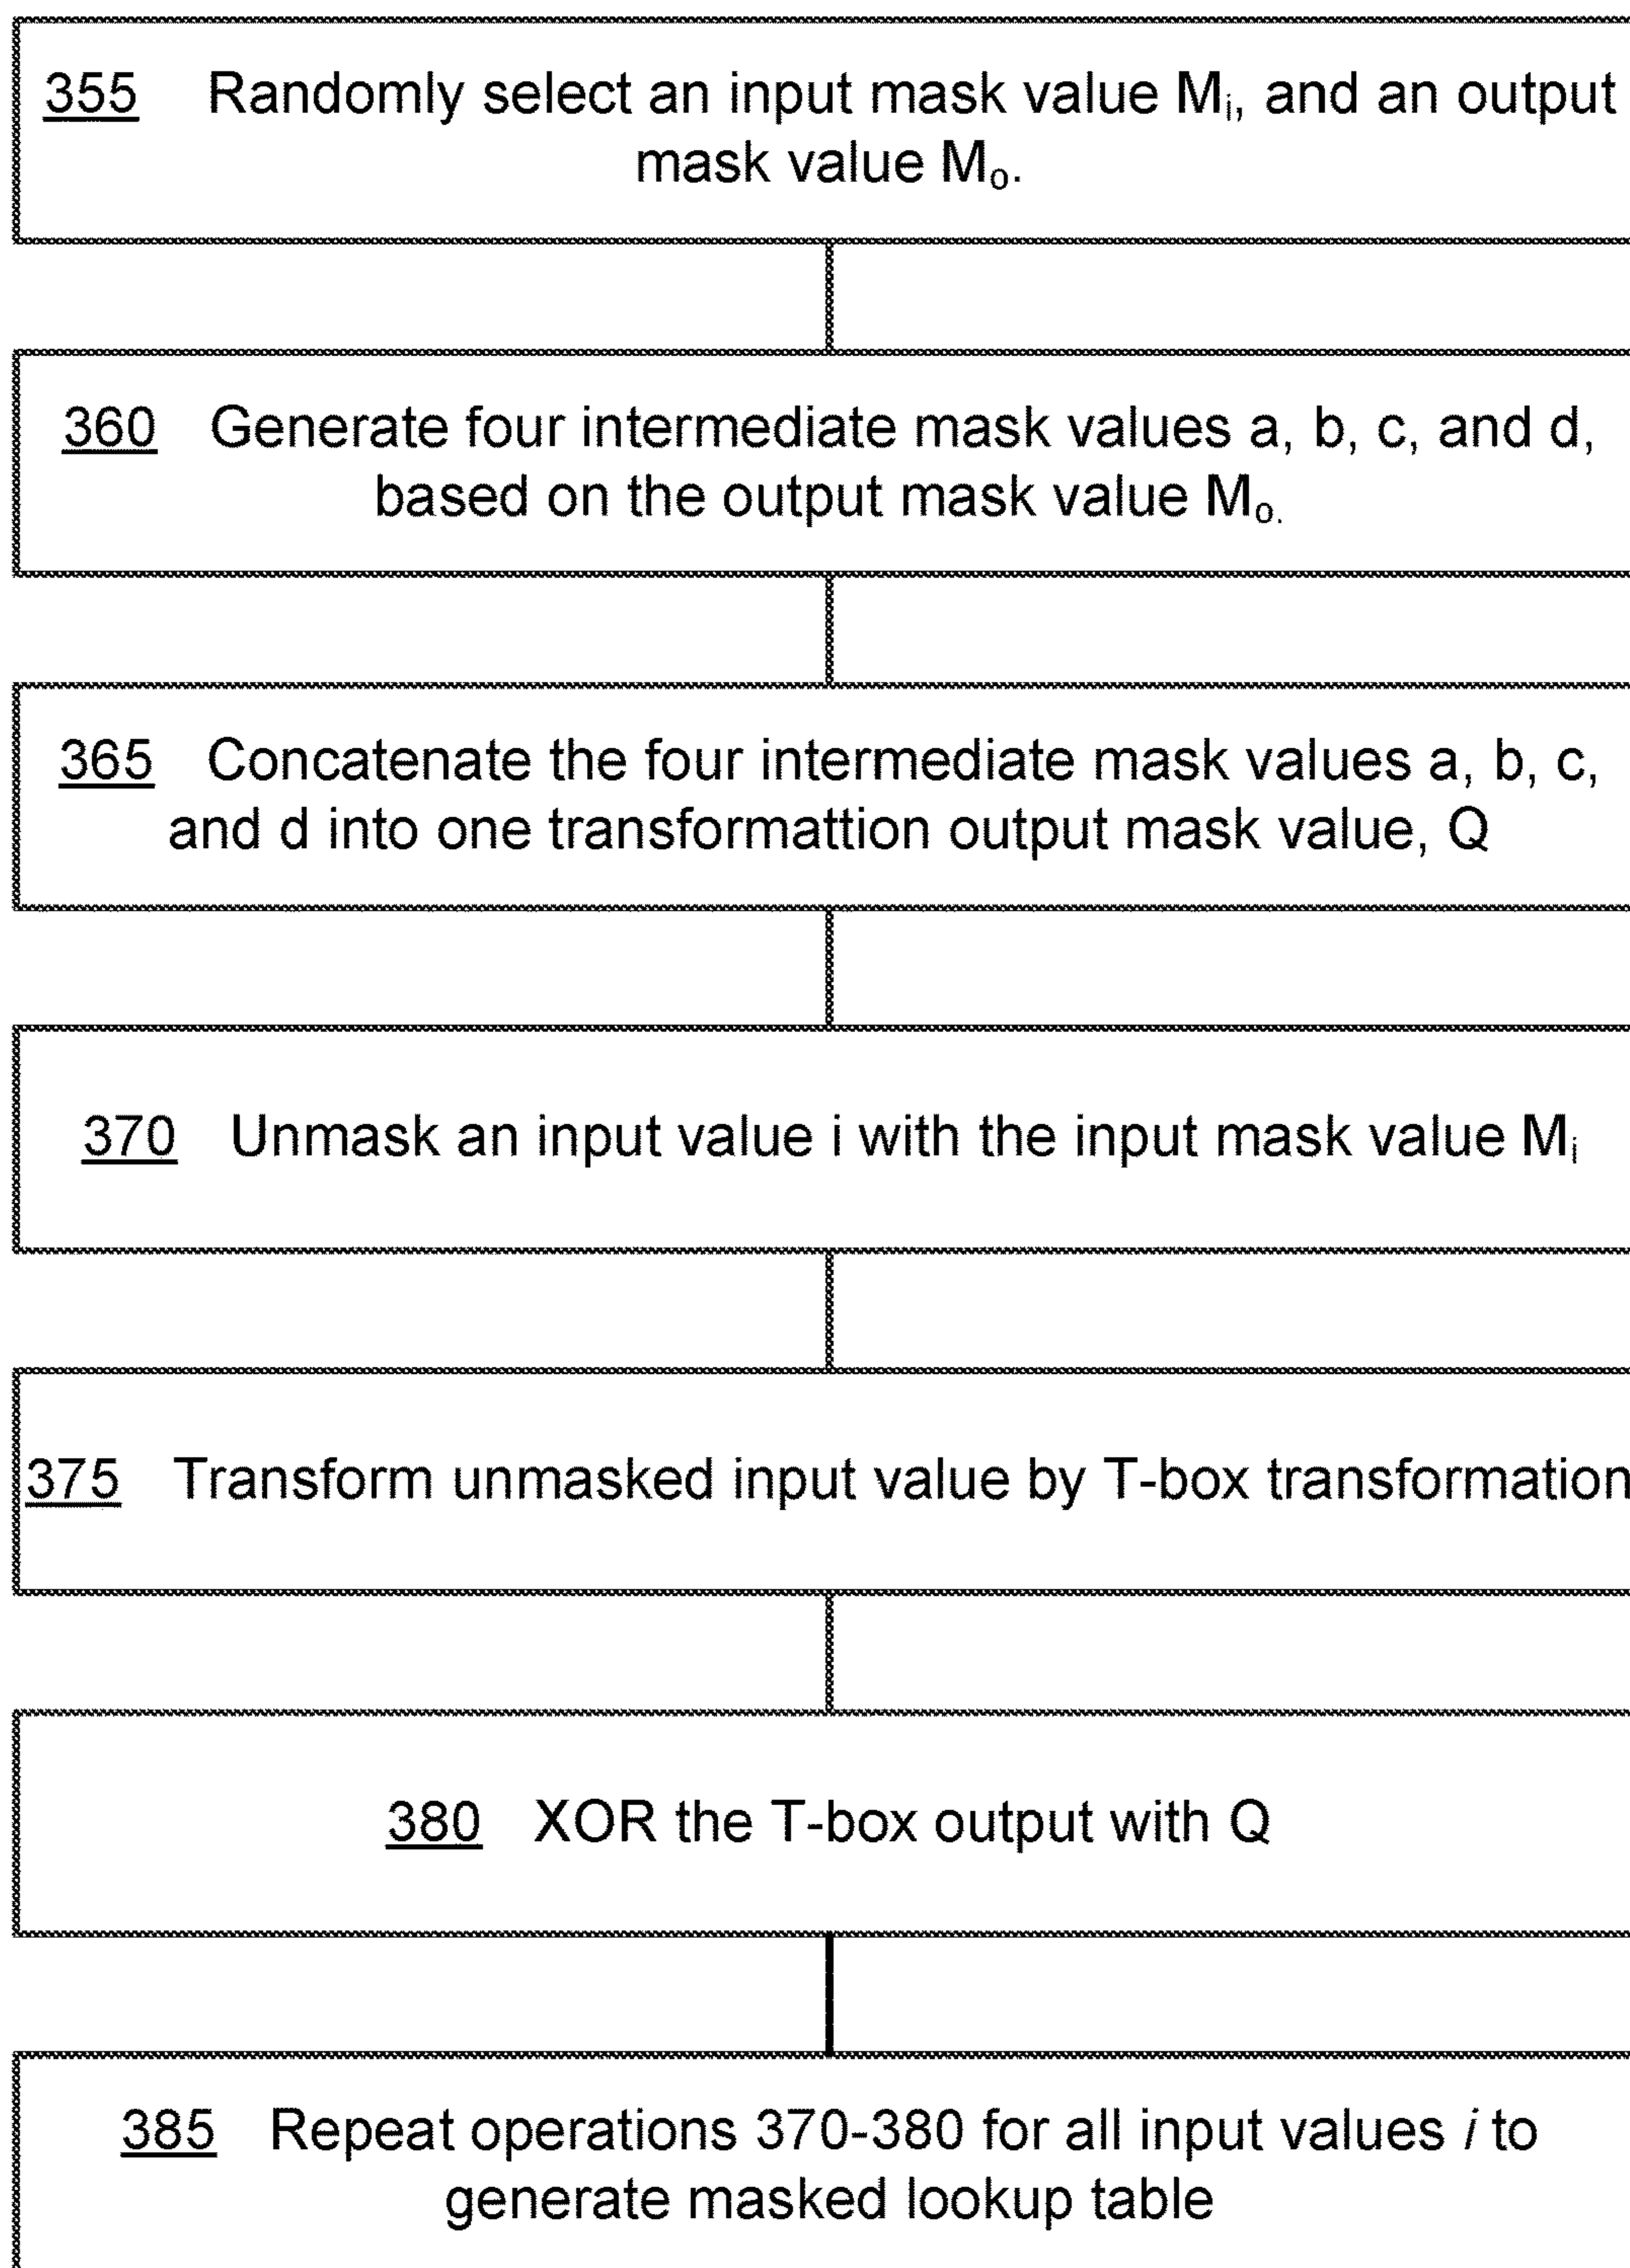 355 Randomly select an input mask value Mi, and an output
mask value Mo.
360 Generate four intermediate mask values a, b, c, and d,
based on the output mask value Mo.
365 Concatenate the four intermediate mask values a, b, c,
and d into one transformattion output mask value, Q
370 Unmask an input value i with the input mask value Mi
375 Transform unmasked input value by T-box transformation
380 XOR the T-box output with Q
385 Repeat operations 370-380 for all input values i to
generate masked lookup table